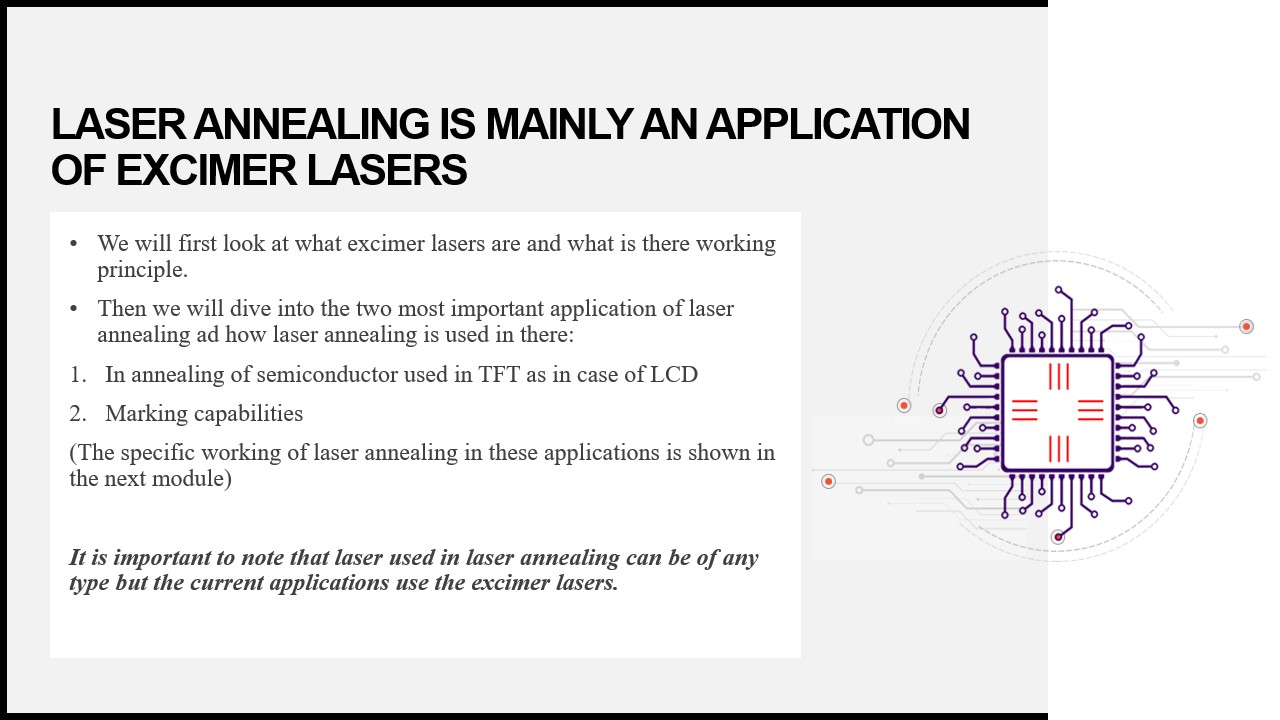 LASER ANNEALING IS MAINLY AN APPLICATION
OF EXCIMER LASERS
• We will first look at what excimer lasers are and what is there working
principle.
• Then we will dive into the two most important application of laser
annealing ad how laser annealing is used in there:
1. In annealing of semiconductor used in TFT as in case of LCD
2. Marking capabilities
(The specific working of laser annealing in these applications is shown in
the next module)
It is important to note that laser used in laser annealing can be of any
type but the current applications use the excimer lasers.